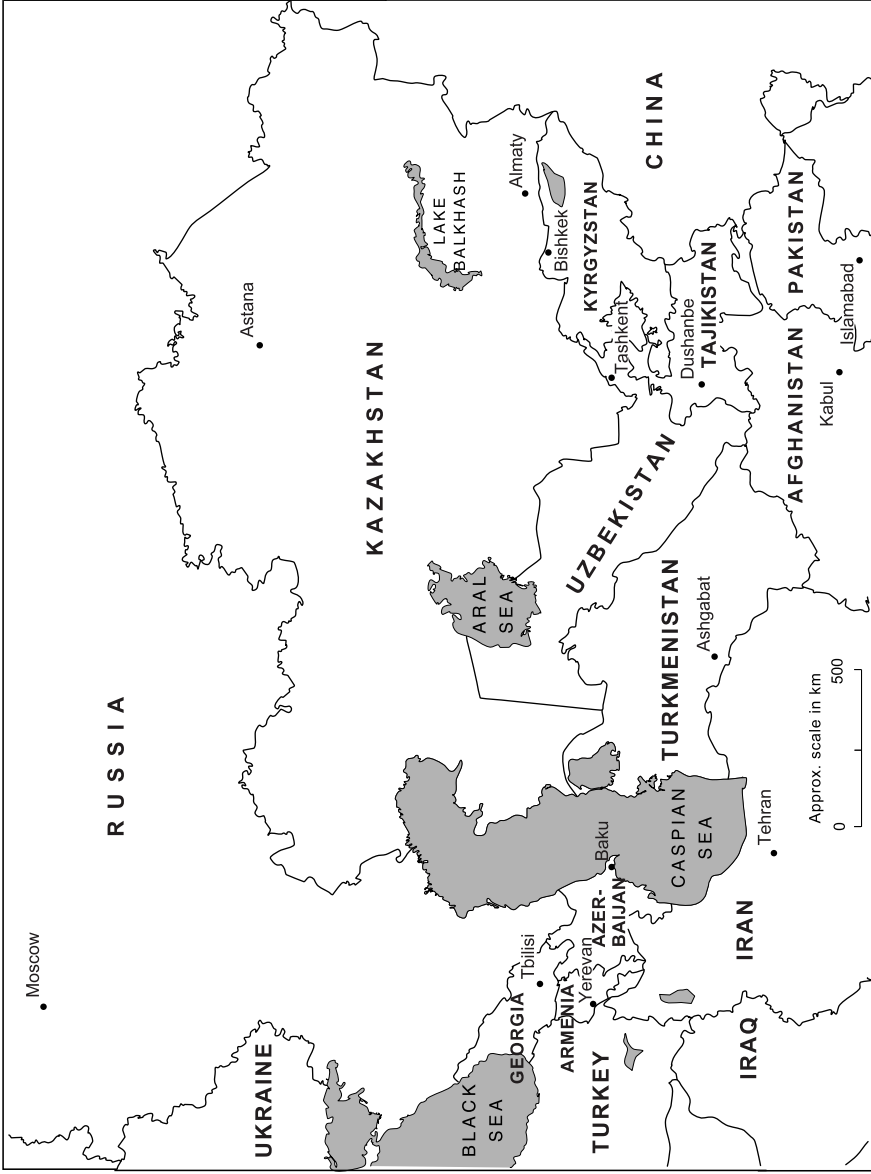 Moscow
RUSSIA
UKRAINE
Astana
KAZAKHSTAN
LAKE
BALKHASH
BLACK
SEA
GEORGIA
Tbilisi
ARAL
SEA
Almaty
ARMENIA
Yerevan
AZER-
BAIJAN
Baku
UZBEKISTAN
Bishkek
KYRGYZSTAN
Tashkent
CHINA
TURKEY
CASPIAN
SEA
TURKMENISTAN
Ashgabat
Dushanbe
TAJIKISTAN
IRAQ
IRAN
Tehran
AFGHANISTAN
Kabul
PAKISTAN
Islamabad
Approx. scale in km
0
500